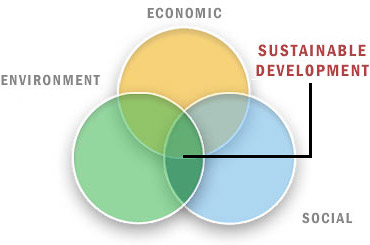 ECONOMIC
SUSTAINABLE
DEVELOPMENT
ENVIRONMENT
SOCIAL